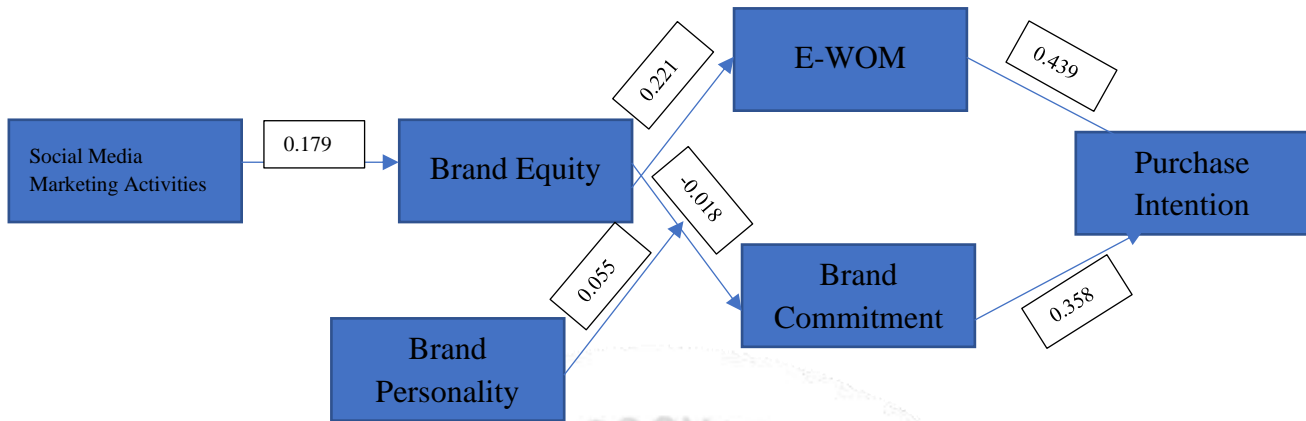 E-WOM
0.439
0.221
Social Media
Marketing Activities
0.179
Brand Equity
-0.018
Purchase
Intention
0.055
Brand
Commitment
0.358
Brand
Personality